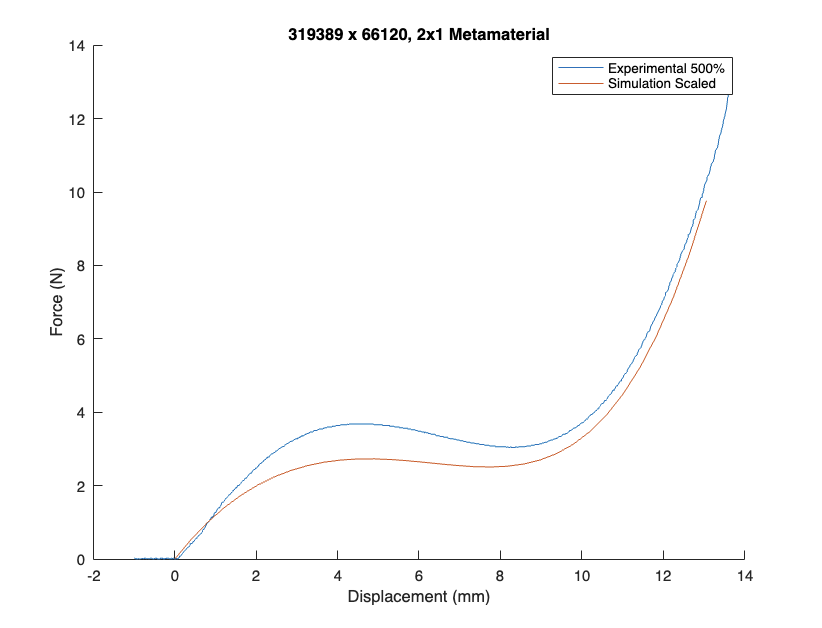 319389 x 66120, 2x1 Metamaterial
14
Experimental 500%
Simulation Scaled
12
10
8
Force (N)
6
4
2
0
-2 0 2 4 6 8 10 12 14
Displacement (mm)